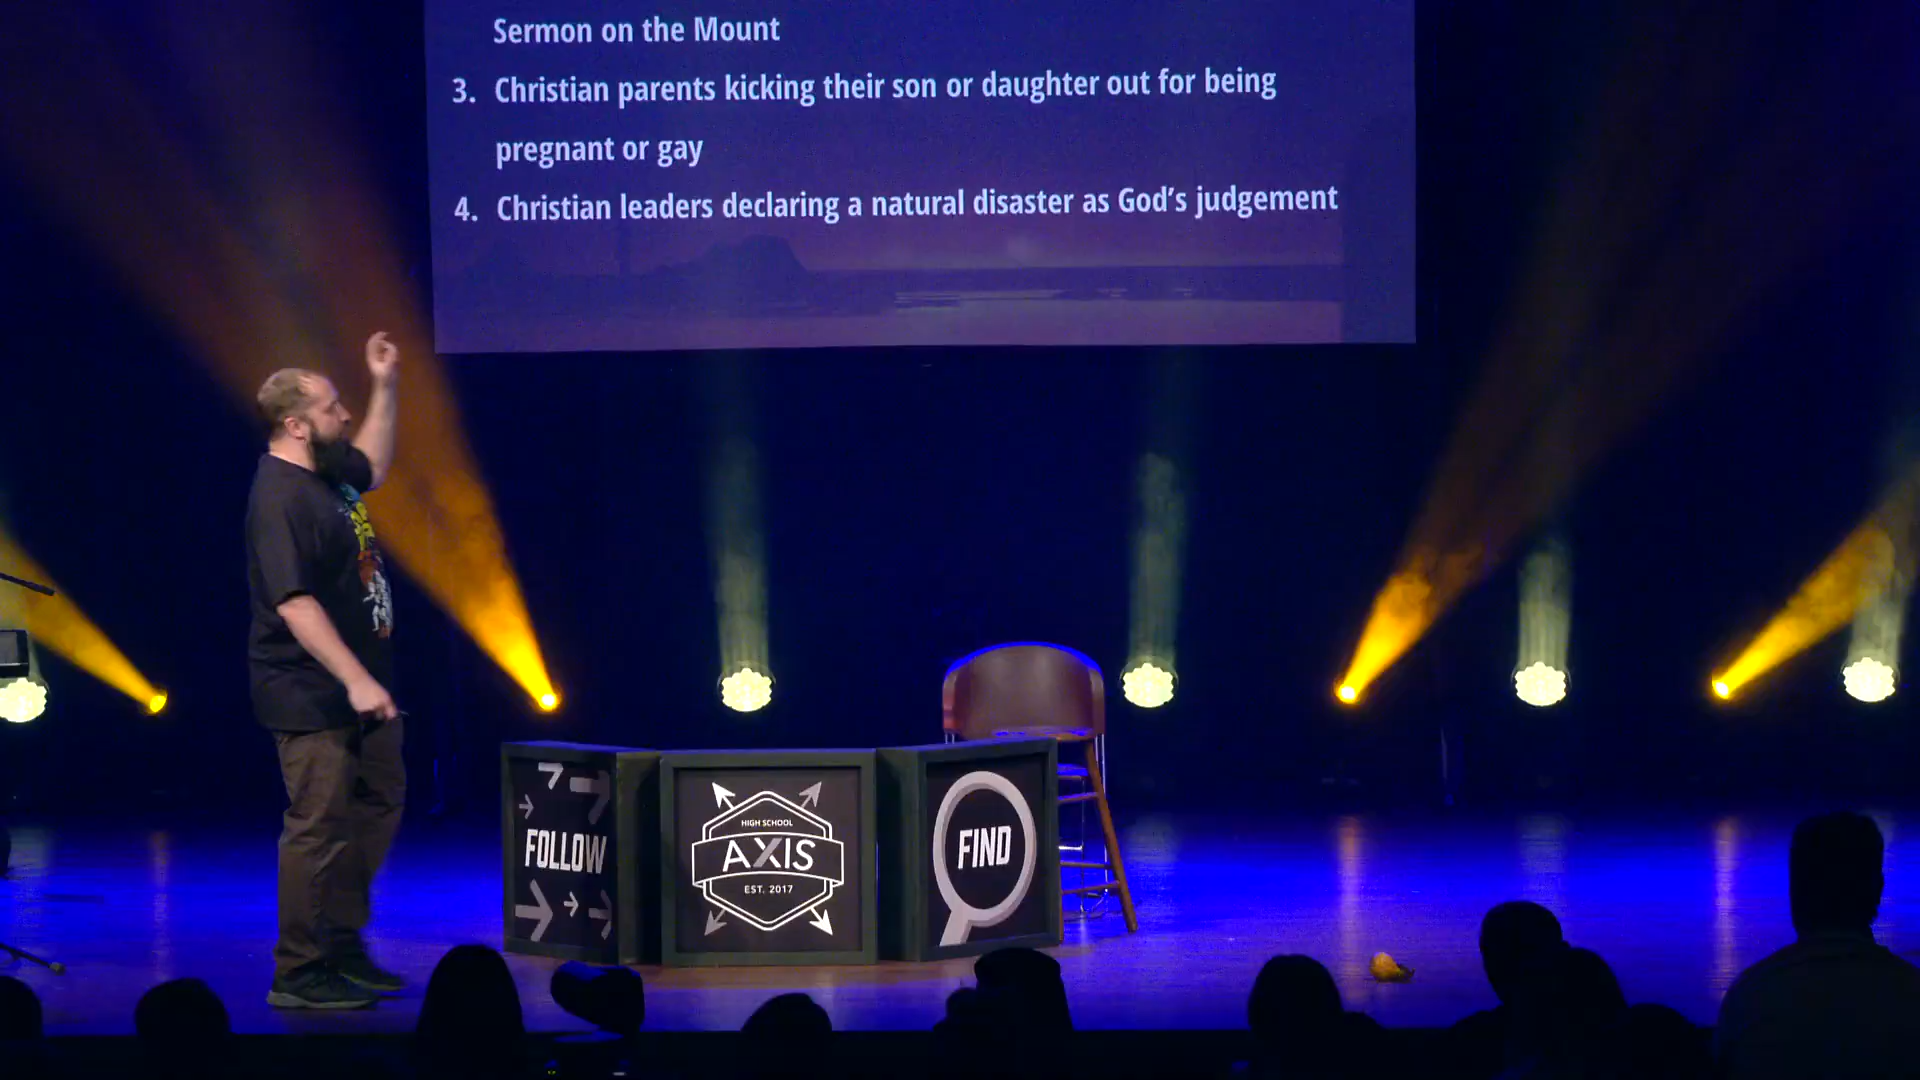 Sermon on the Mount
3. Christian parents kicking their son or daughter out for being
pregnant or gay
4. Christian leaders declaring a natural disaster as God's judgement
FOLLOW
HIGH SCHOOL
AXIS
EST. 2017
FIND